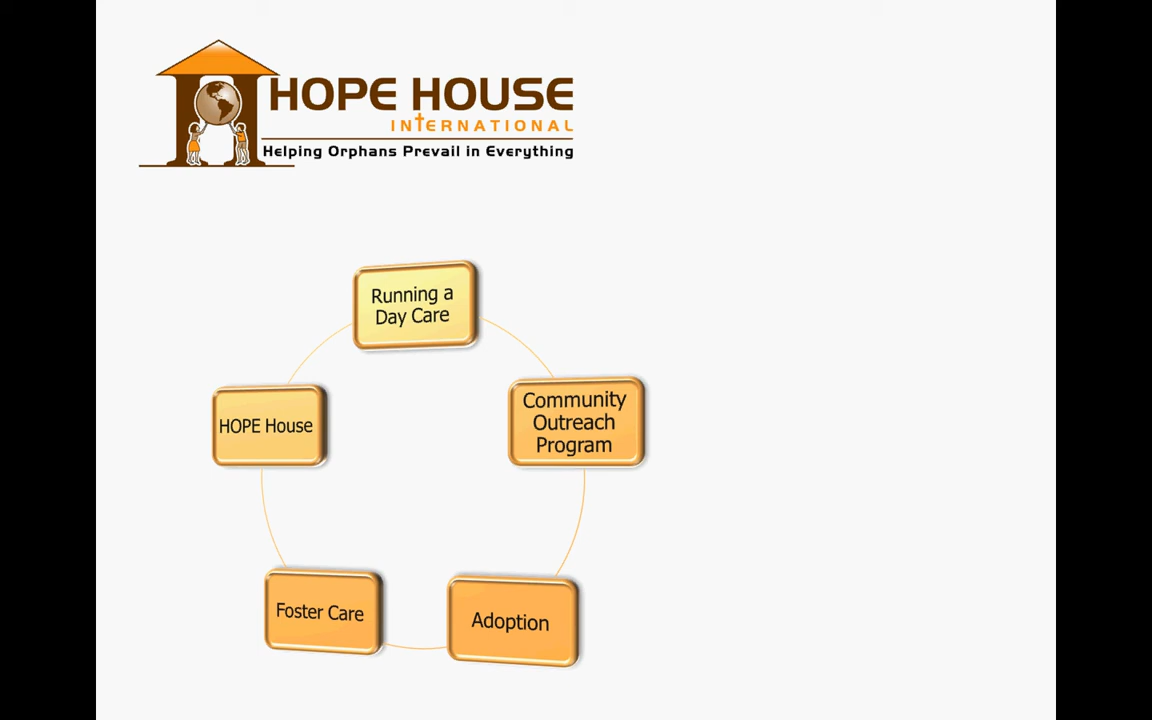 HOPE HOUSE
INTERNATIONAL
Helping Orphans Prevail in Everything
Running a
Day Care
Community
Outreach
Program
HOPE House
Foster Care
Adoption